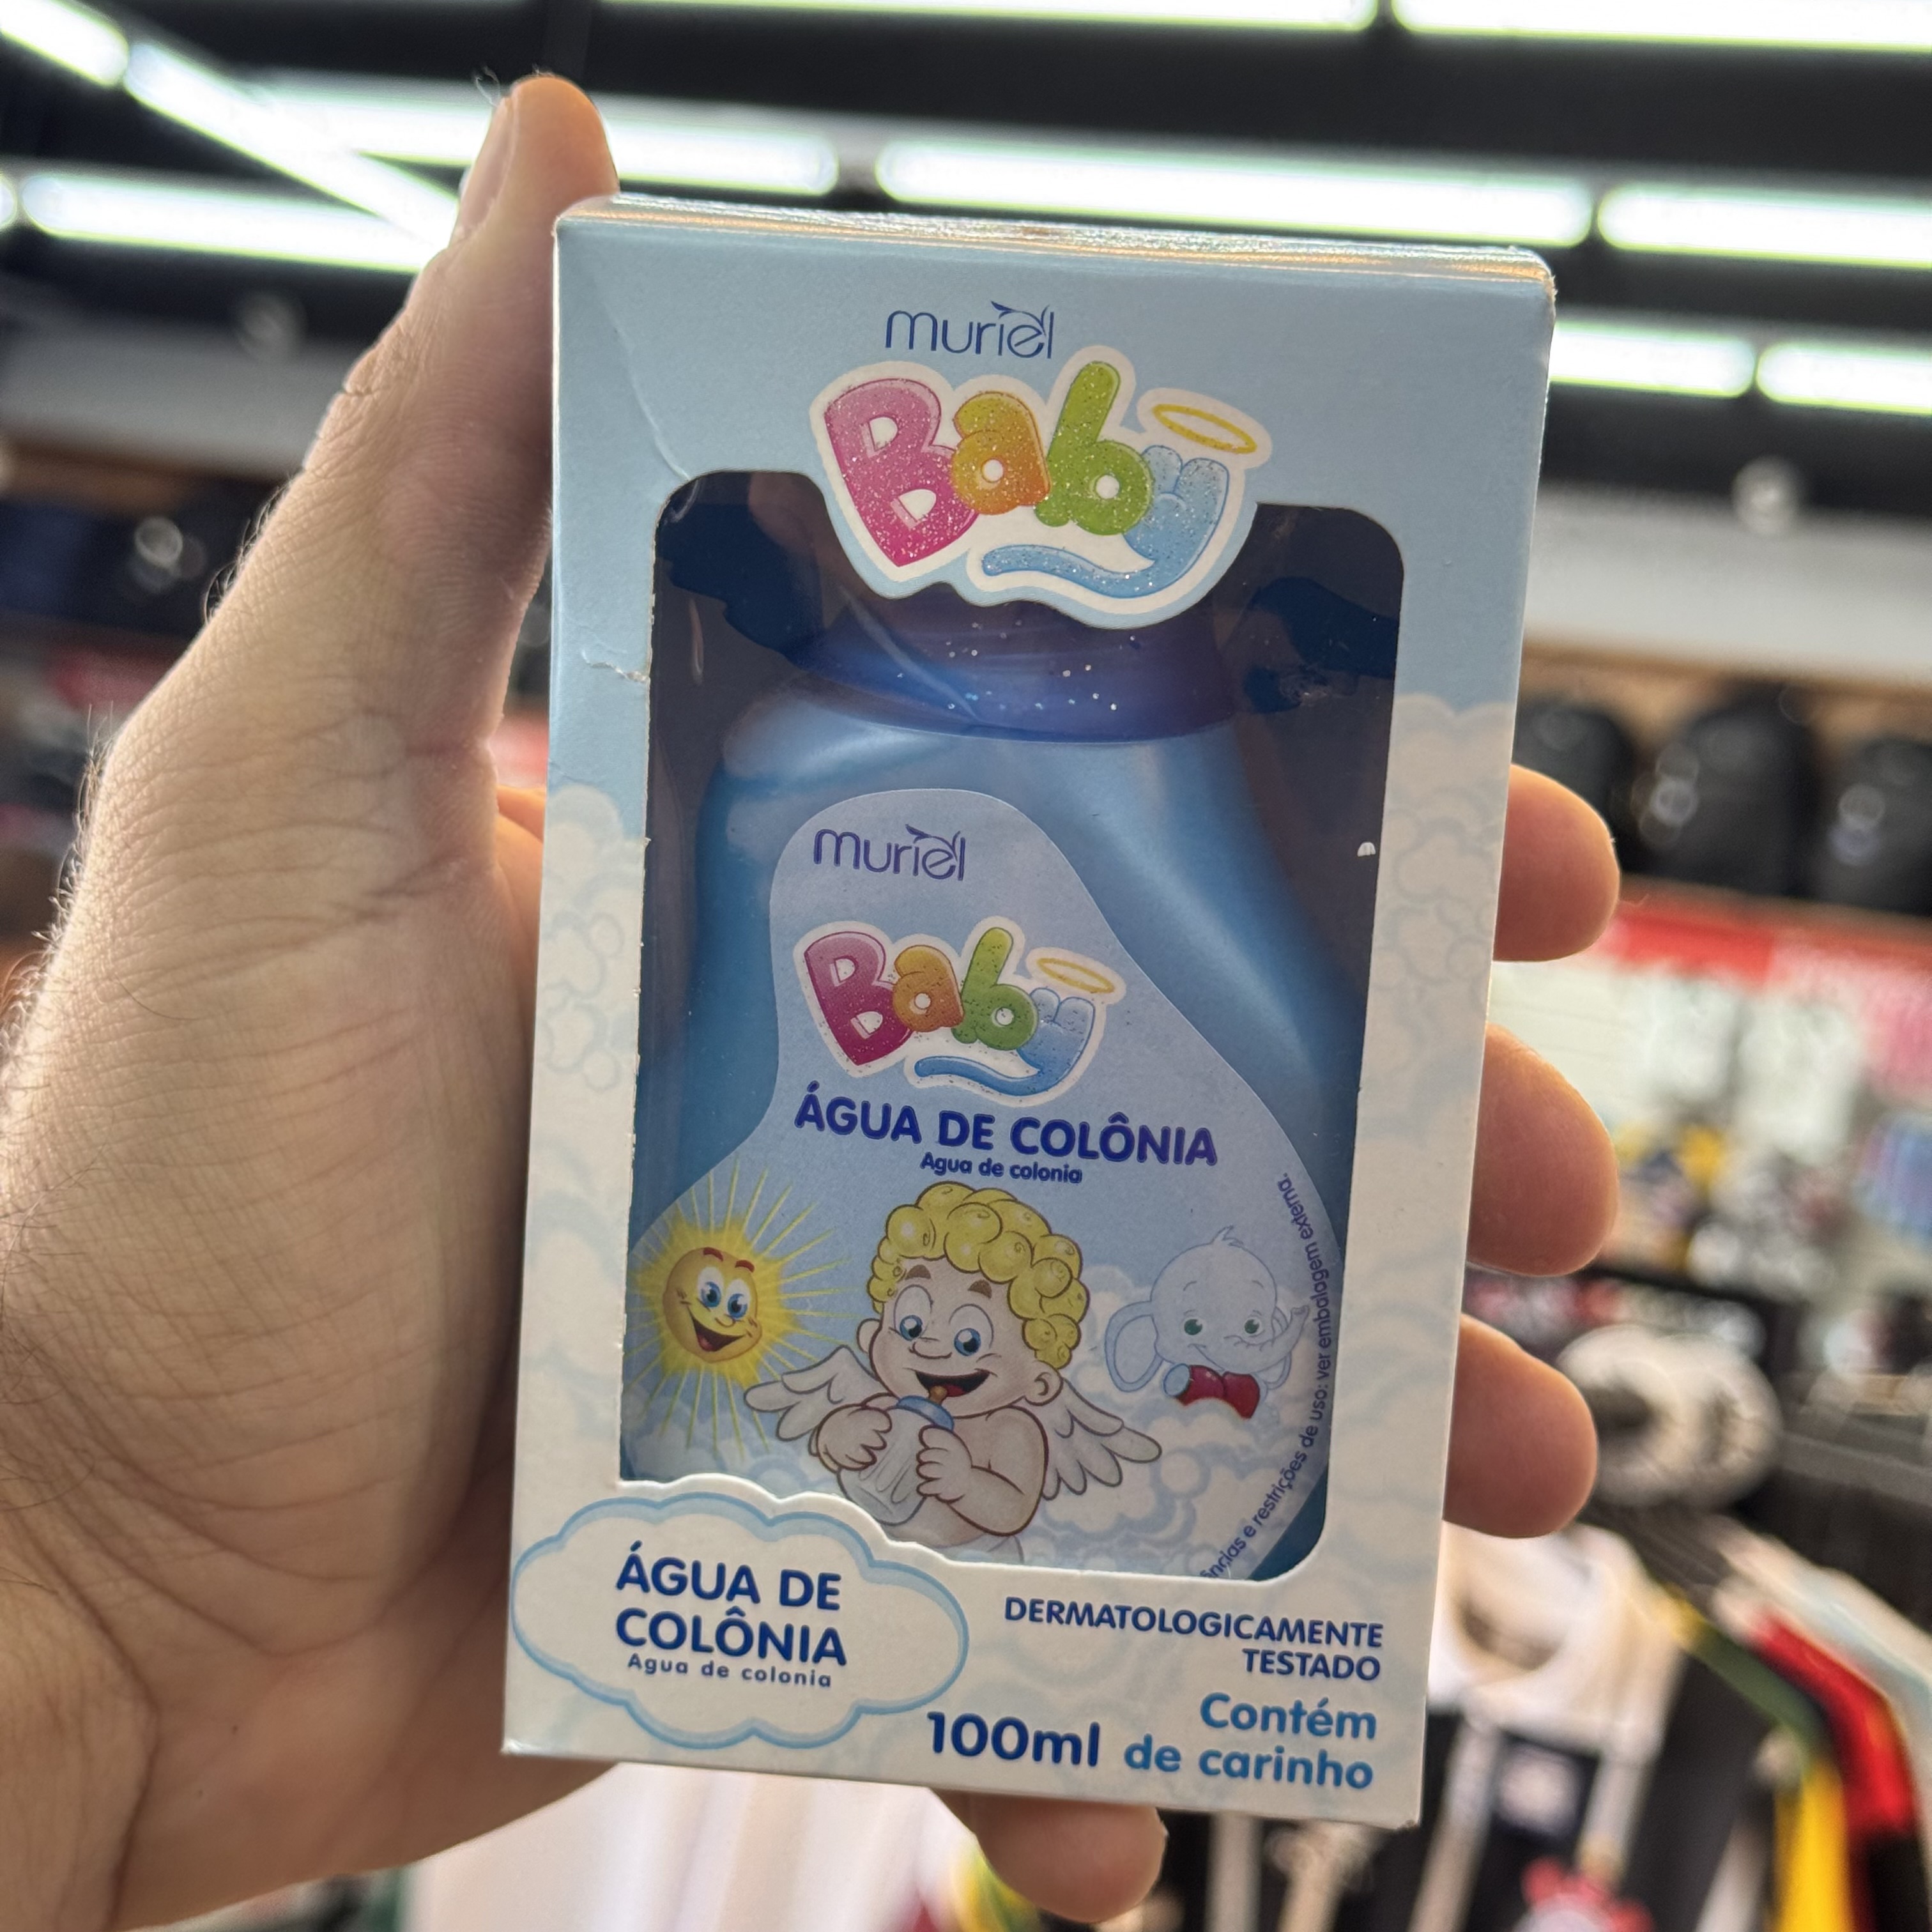 muriel
Baby
muriel
Baby
ÁGUA DE COLÔNIA
Agua de colonia
e restrições de uso: ver embalagem externa.
ÁGUA DE
COLÔNIA
Agua de colonia
DERMATOLOGICAMENTE
TESTADO
100ml
Contém
de carinho